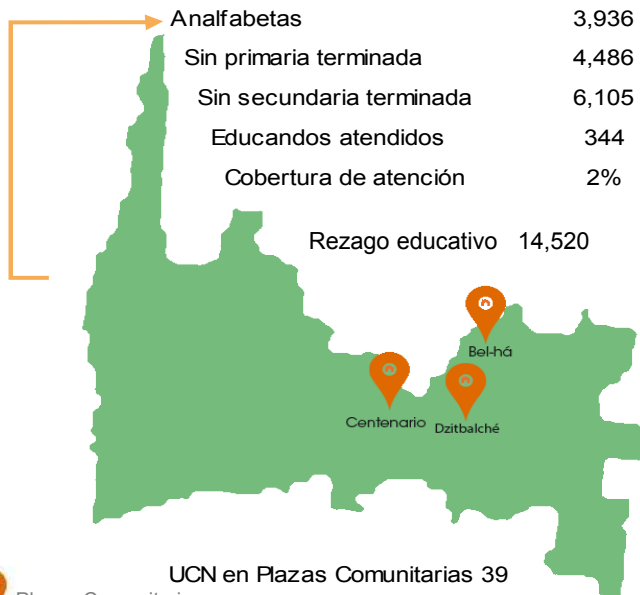 Analfabetas 3,936
Sin primaria terminada 4,486
Sin secundaria terminada 6,105
Educandos atendidos 344
Cobertura de atención 2%
Rezago educativo 14,520
Bel-há
Centenario
Dzitbalché
UCN en Plazas Comunitarias 39